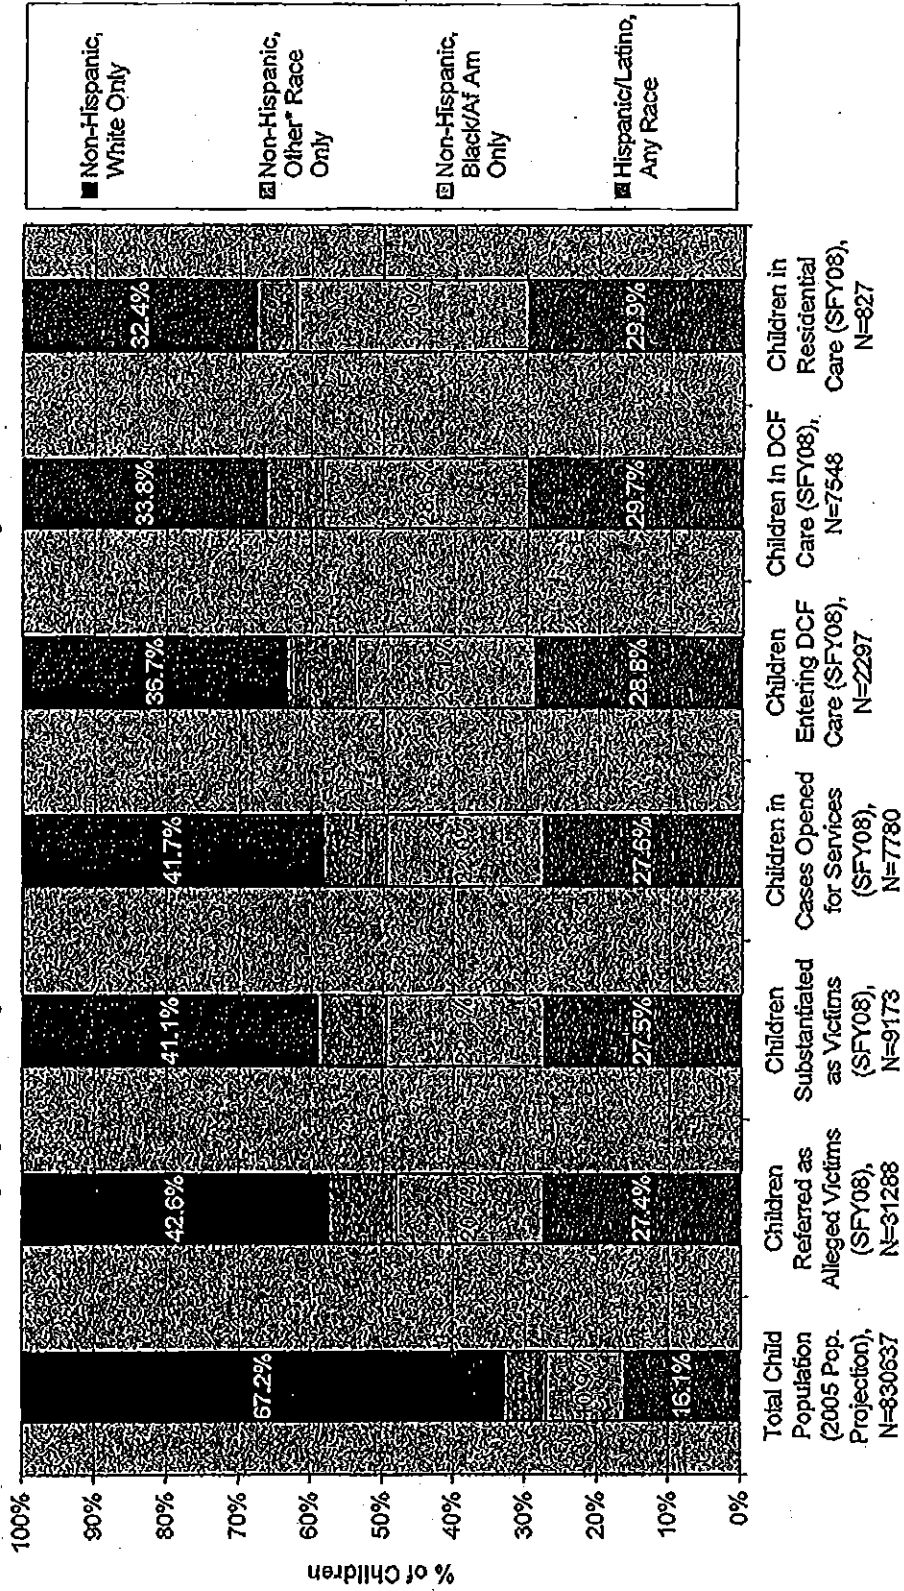 100%
90%
80%
70%
60%
50%
40%
30%
20%
10%
0%
% of Children
67.2%
16.1%
42.6%
27.4%
41.1%
27.5%
41.7%
27.6%
36.7%
28.8%
33.8%
29.7%
32.4%
29.9%
Total Child
Population
(2005 Pop.
Projection),
N=830637
Children
Referred as
Alleged Victims
(SFY08),
N=31288
Children
Substantiated
as Victims
(SFY08),
N=9173
Children in
Cases Opened
for Services
(SFY08),
N=7780
Children
Entering DCF
Care (SFY08),
N=2297
Children in DCF
Care (SFY08),
N=7548
Children in
Residential
Care (SFY08),
N=827
Non-Hispanic,
White Only
Non-Hispanic,
Other* Race
Only
Non-Hispanic,
Black/Af Am
Only
Hispanic/Latino,
Any Race